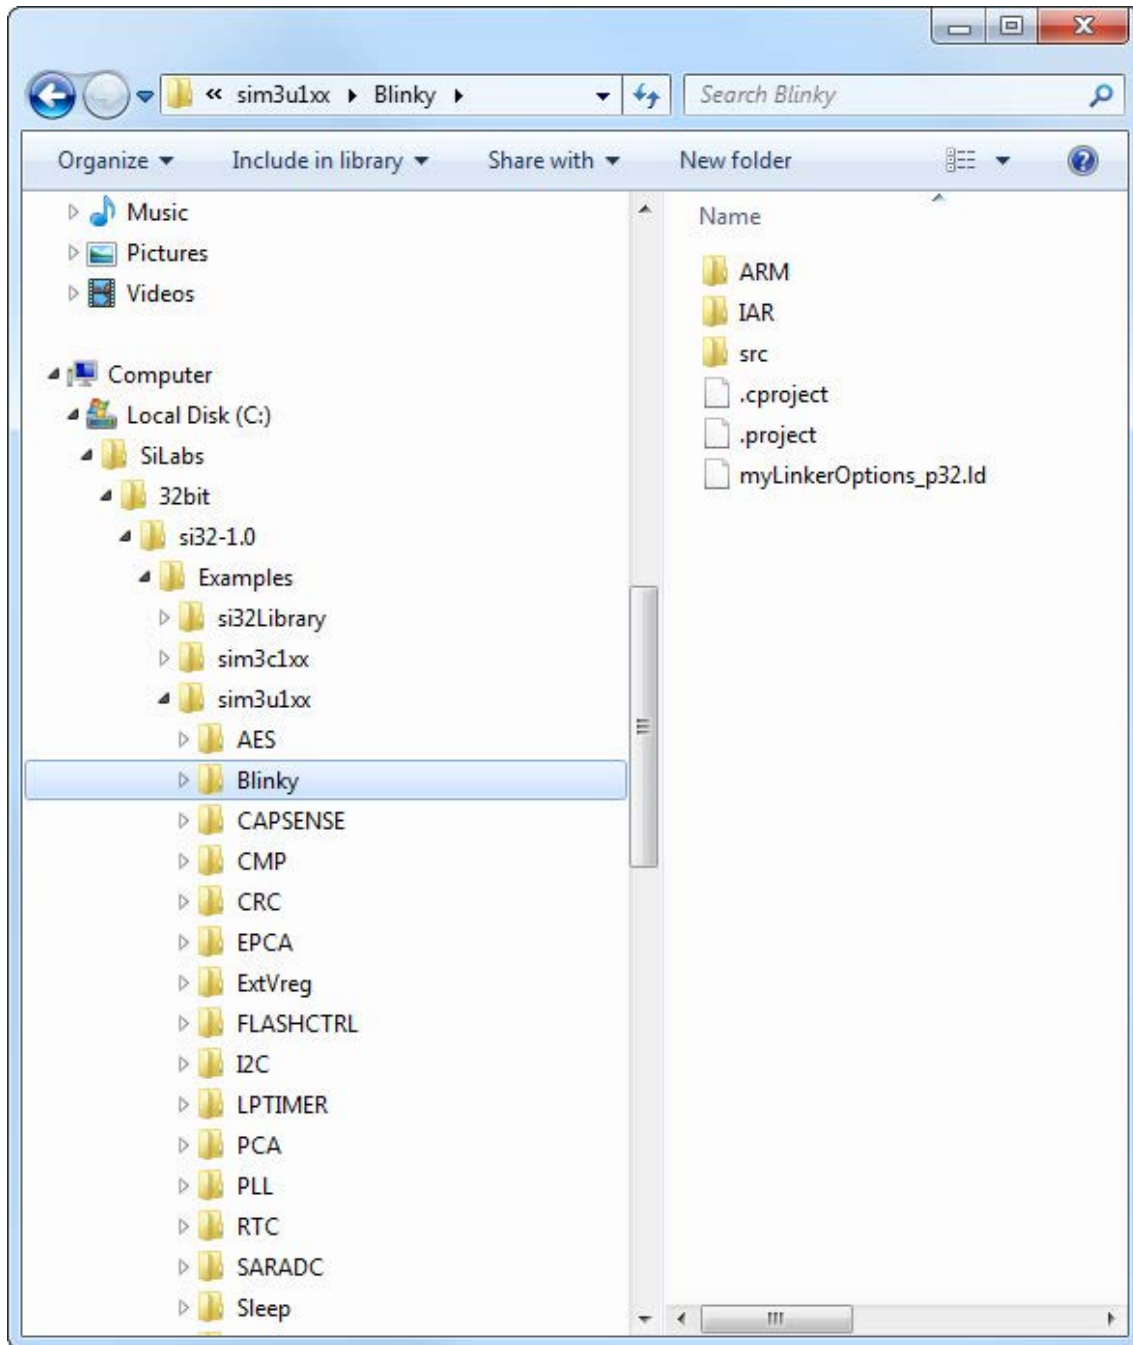 « sim3u1xx Blinky Search Blinky
Organize Include in library Share with New folder
Music
Pictures
Videos
Computer
Local Disk (C:)
SiLabs
32bit
si32-1.0
Examples
si32Library
sim3c1xx
sim3u1xx
AES
Blinky
CAPSENSE
CMP
CRC
EPCA
ExtVreg
FLASHCTRL
I2C
LPTIMER
PCA
PLL
RTC
SARADC
Sleep
Name
ARM
IAR
src
.cproject
.project
myLinkerOptions_p32.ld